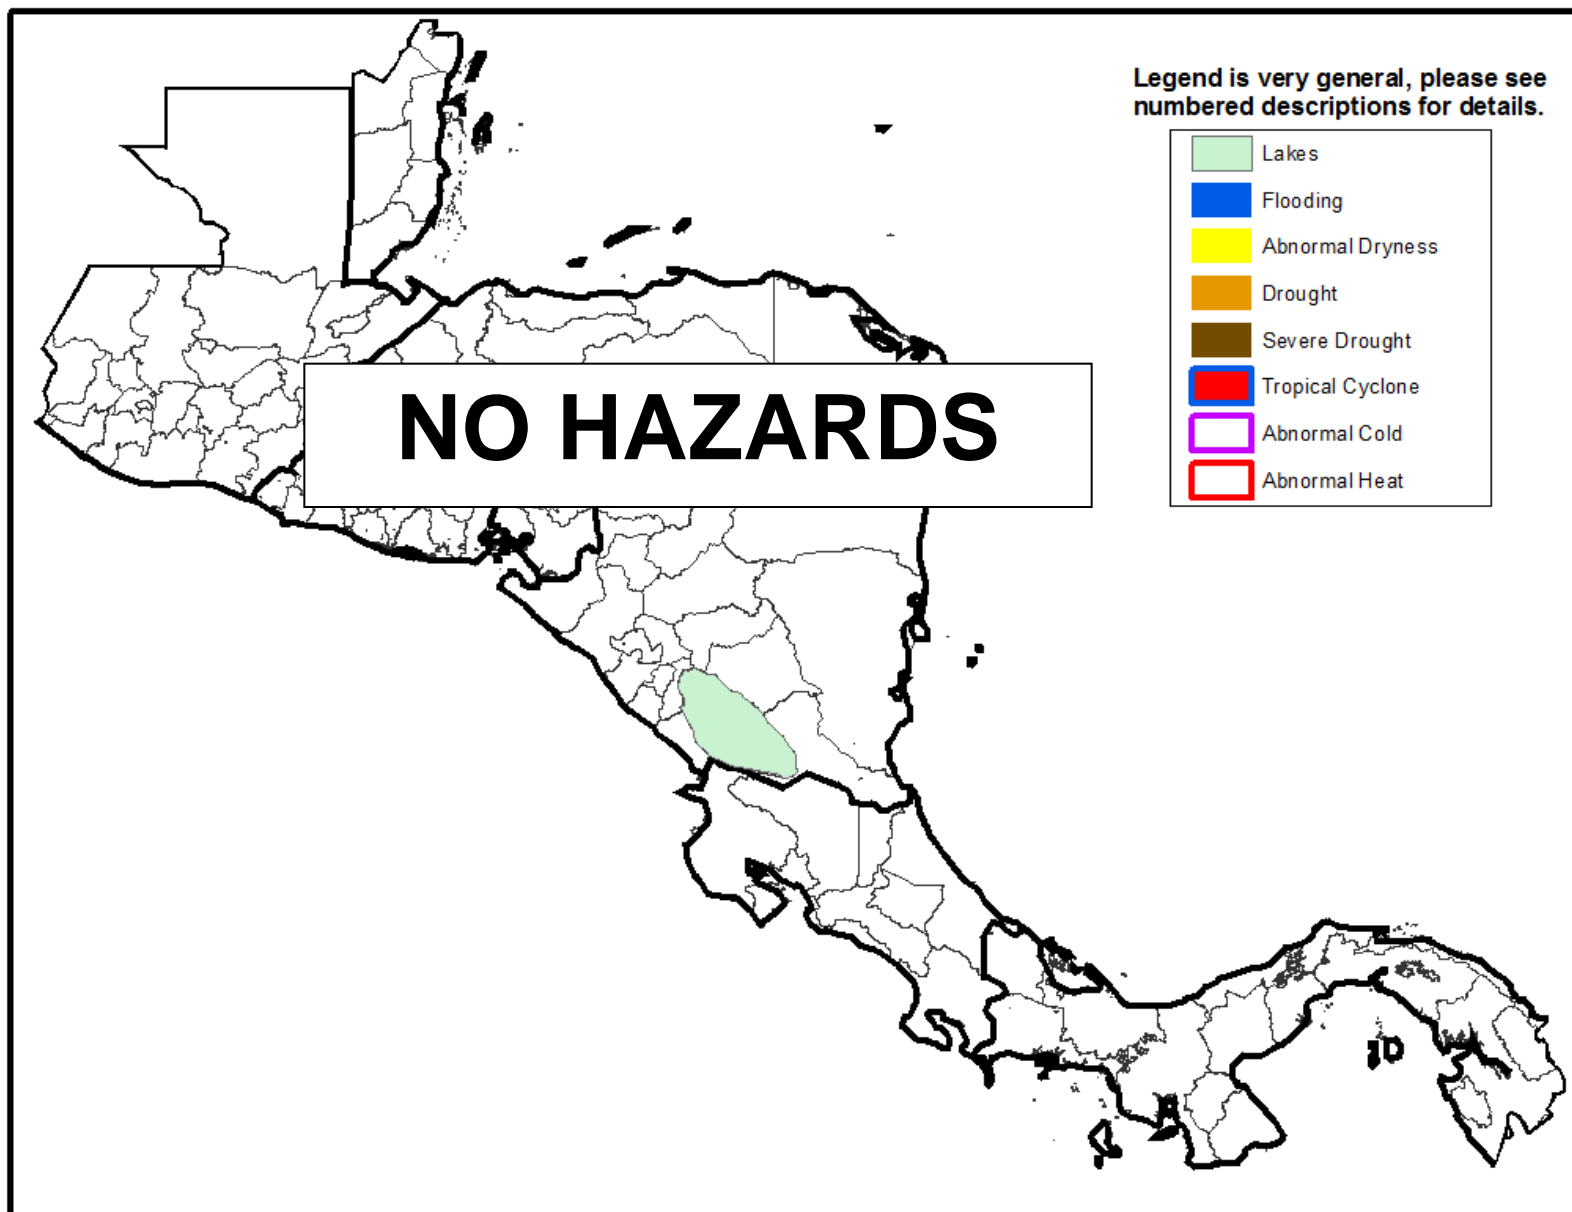 Legend is very general, please see
numbered descriptions for details.
Lakes
Flooding
Abnormal Dryness
Drought
Severe Drought
Tropical Cyclone
Abnormal Cold
Abnormal Heat
NO HAZARDS